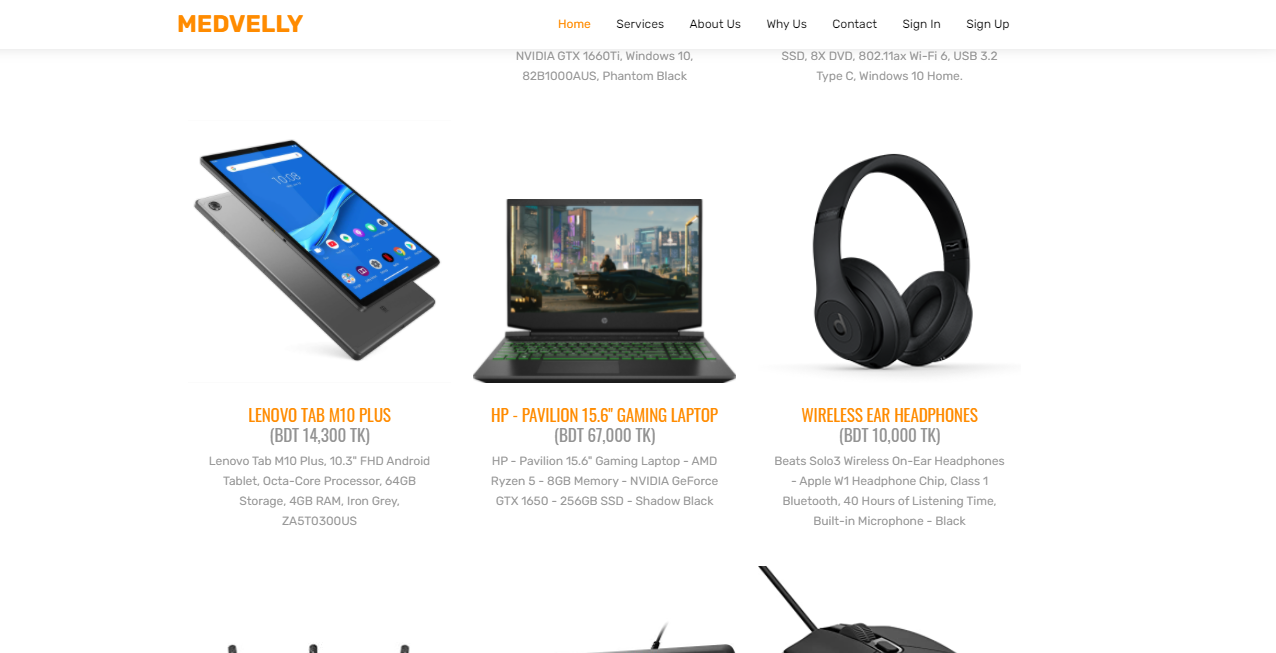 MEDVELLY
Home Services About Us Why Us Contact Sign In Sign Up
NVIDIA GTX 1660Ti, Windows 10,
82B1000AUS, Phantom Black
SSD, 8X DVD, 802.11ax Wi-Fi 6, USB 3.2
Type C, Windows 10 Home.
10:08
LENOVO TAB M10 PLUS
(BDT 14,300 TK)
Lenovo Tab M10 Plus, 10.3" FHD Android
Tablet, Octa-Core Processor, 64GB
Storage, 4GB RAM, Iron Grey,
ZA5T0300US
HP - PAVILION 15.6" GAMING LAPTOP
(BDT 67,000 TK)
HP - Pavilion 15.6" Gaming Laptop - AMD
Ryzen 5 - 8GB Memory - NVIDIA GeForce
GTX 1650 - 256GB SSD - Shadow Black
WIRELESS EAR HEADPHONES
(BDT 10,000 TK)
Beats Solo3 Wireless On-Ear Headphones
- Apple W1 Headphone Chip, Class 1
Bluetooth, 40 Hours of Listening Time,
Built-in Microphone - Black